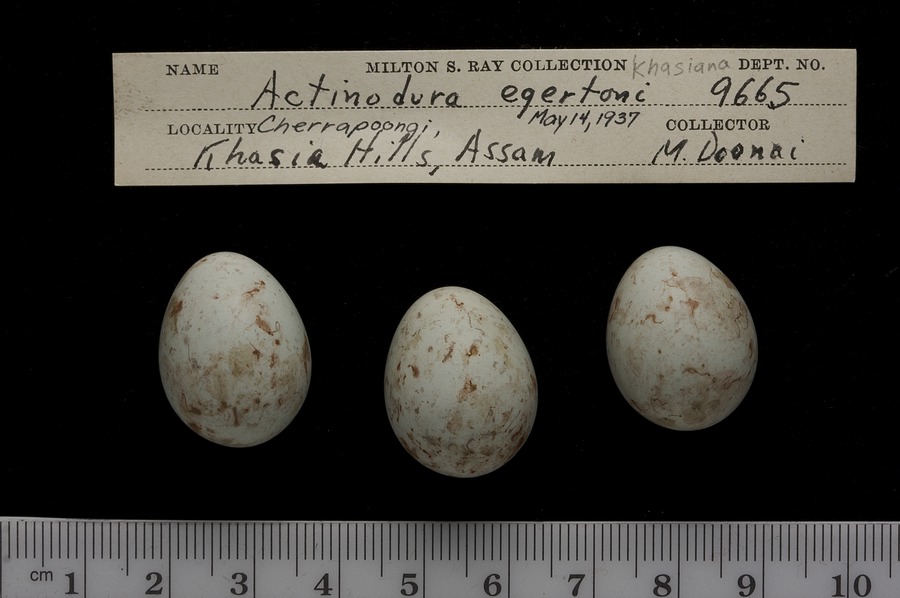 NAME MILTON S. RAY COLLECTION Khasiana DEPT. NO.
Actinodura egertoni 9665
LOCALITY Cherrapoongi, May 14, 1937 COLLECTOR
Khasia Hills, Assam M. Doonai
cm 1 2 3 4 5 6 7 8 9 10